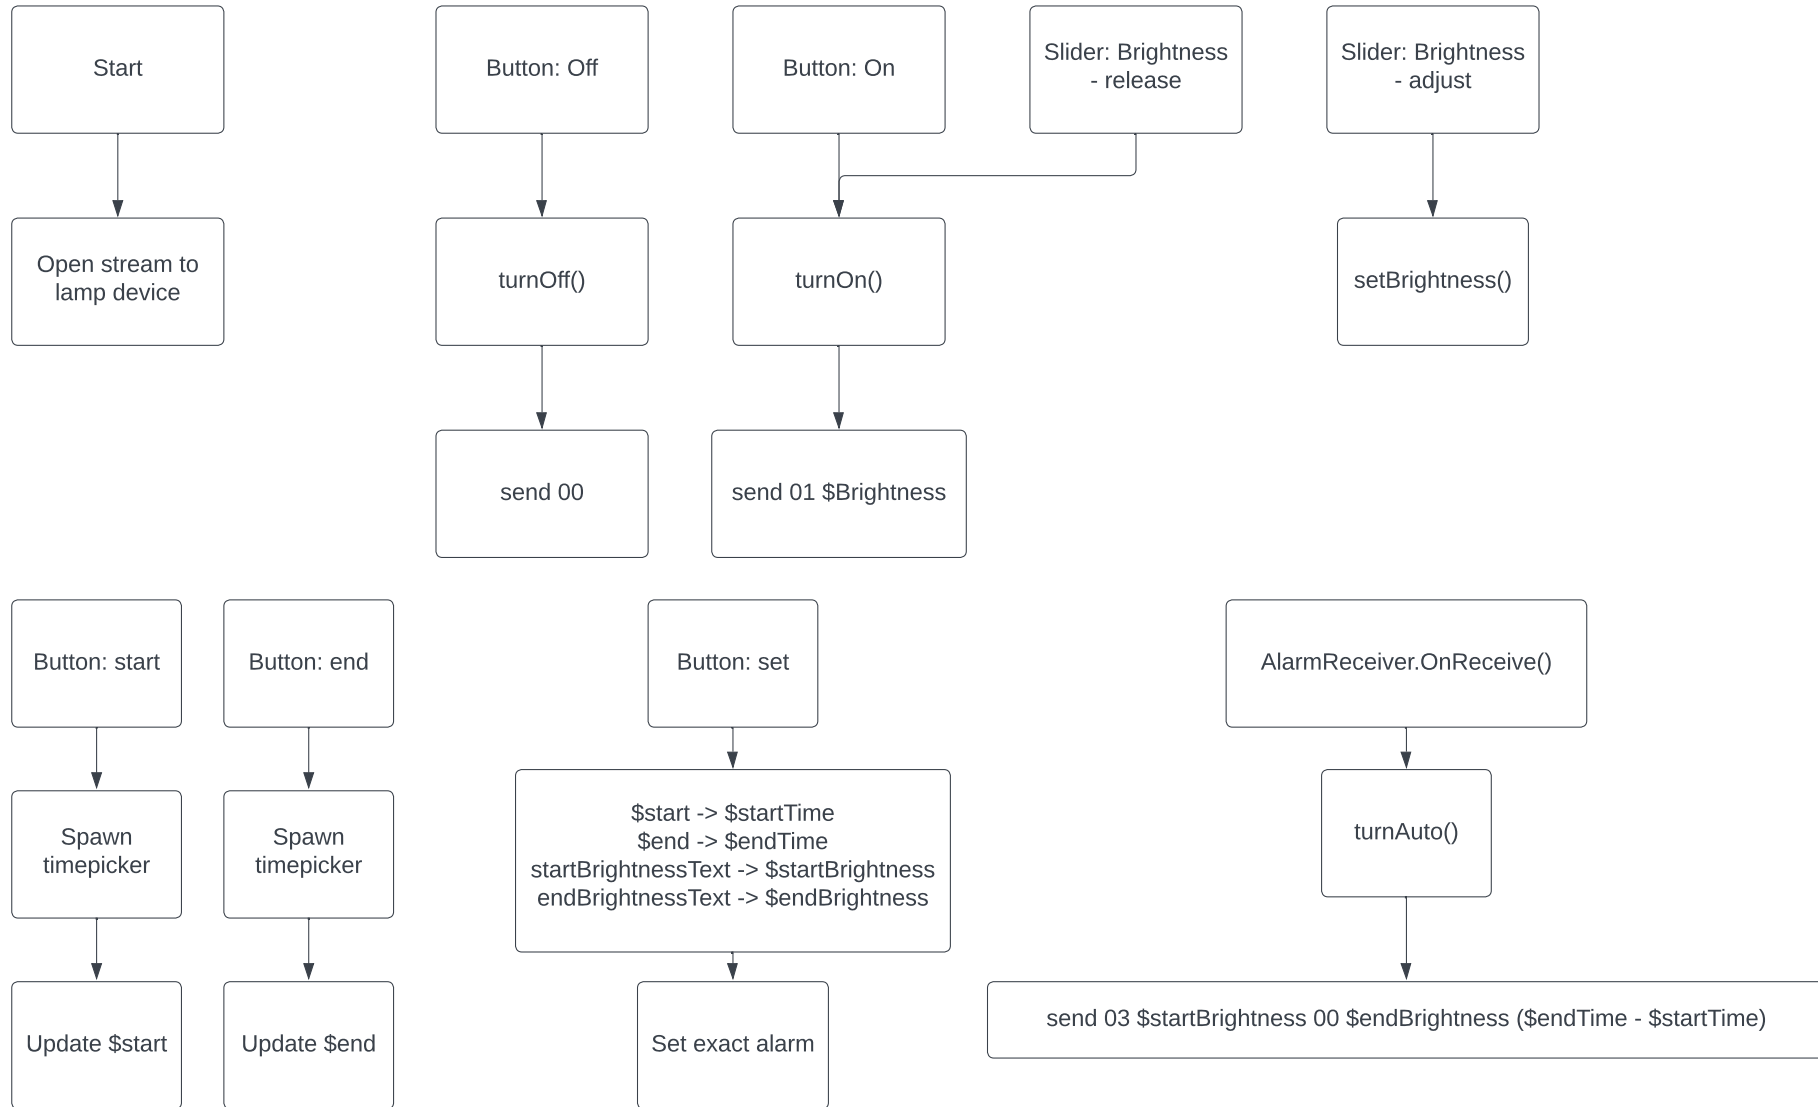 Start
Button: Off
Button: On
Slider: Brightness
- release
Slider: Brightness
- adjust
Open stream to
lamp device
turnOff()
turnOn()
setBrightness()
send 00
send 01 $Brightness
Button: start
Button: end
Button: set
AlarmReceiver.OnReceive()
Spawn
timepicker
Spawn
timepicker
$start -> $startTime
$end -> $endTime
startBrightnessText -> $startBrightness
endBrightnessText -> $endBrightness
turnAuto()
Update $start
Update $end
Set exact alarm
send 03 $startBrightness 00 $endBrightness ($endTime - $startTime)